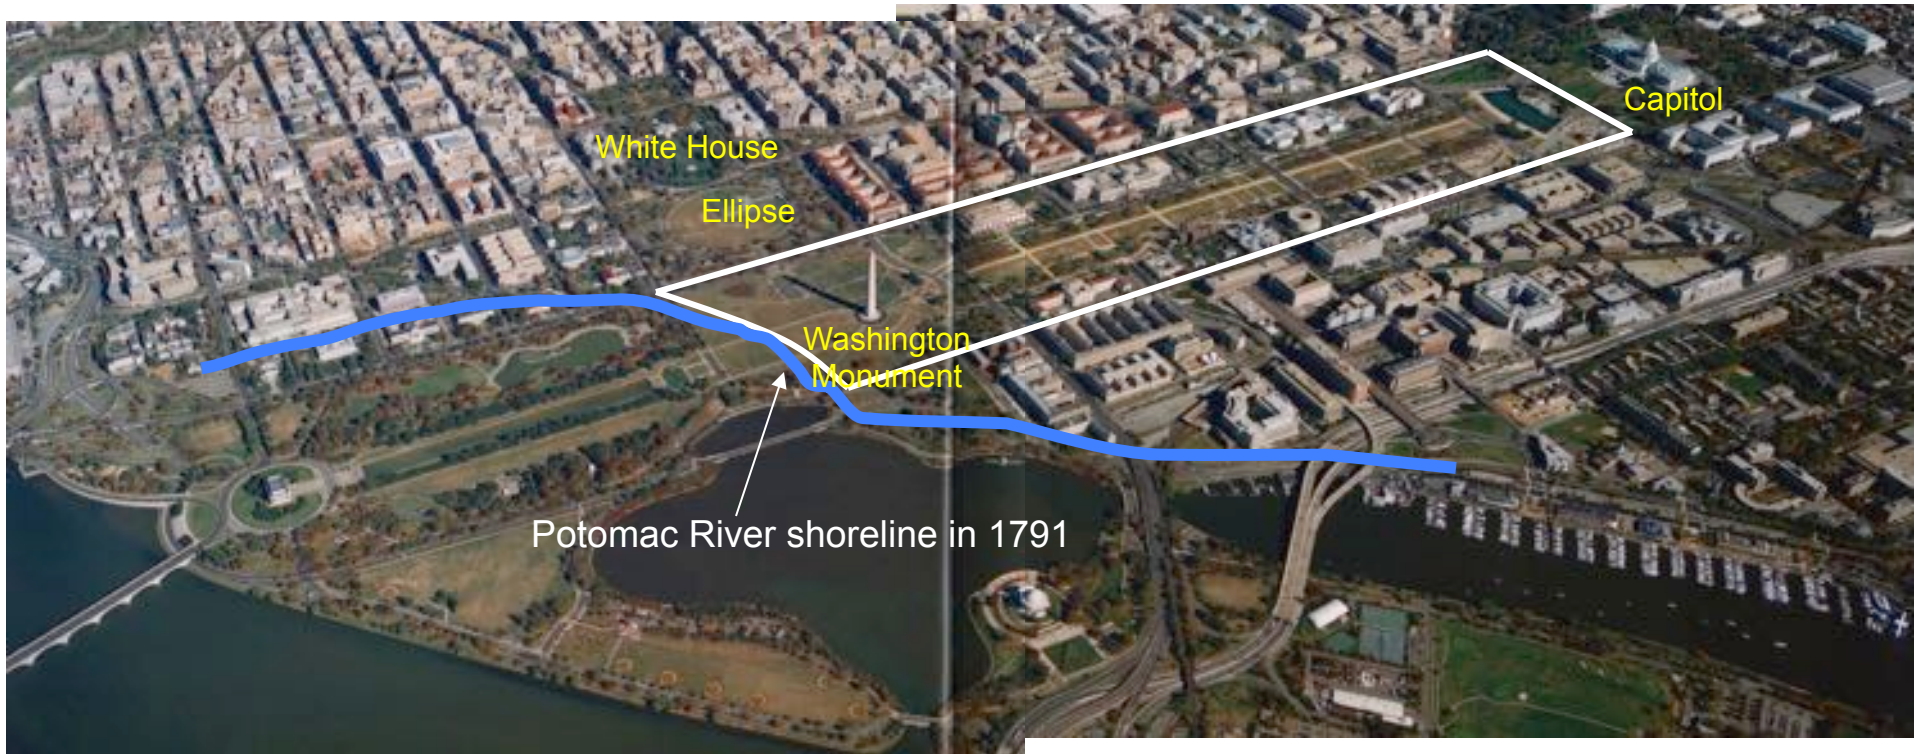 Capitol
White House
Ellipse
Washington
Monument
Potomac River shoreline in 1791